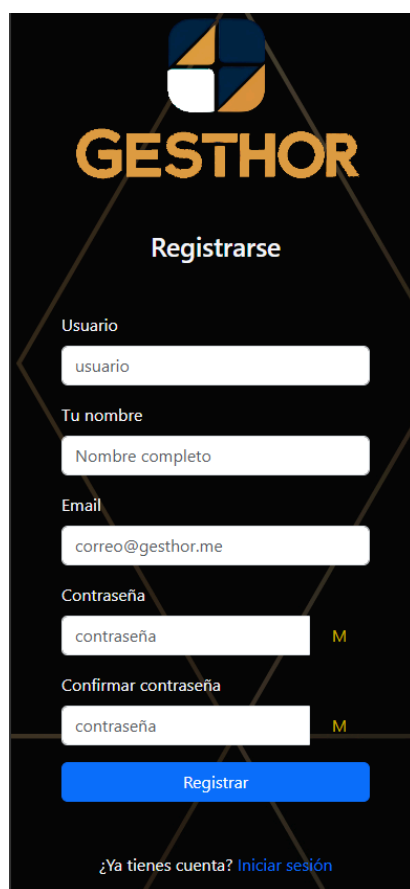 GESTHOR
Registrarse
Usuario
usuario
Tu nombre
Nombre completo
Email
correo@gesthor.me
Contraseña
contraseña M
Confirmar contraseña
contraseña M
Registrar
¿Ya tienes cuenta? Iniciar sesión